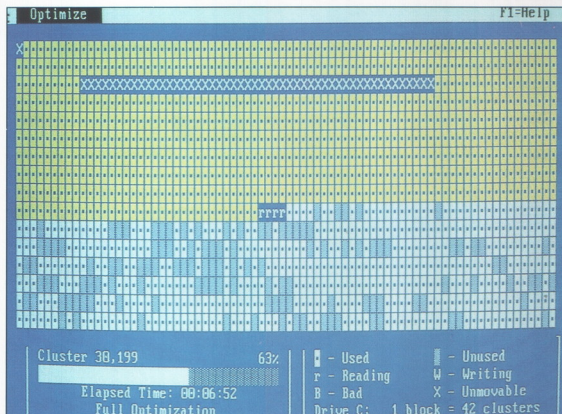 Optimize F1=Help
X
XXXXXXXXXXXXXXXXXXXXXXXXXXXXXXXXXXXXXXXXXXXXXXXXXXX
rrrr
Cluster 38,199 63%
Elapsed Time: 00:06:52
Full Optimization
- Used
- Unused
r - Reading
W - Writing
B - Bad
X - Unmovable
Drive C: 1 block - 42 clusters